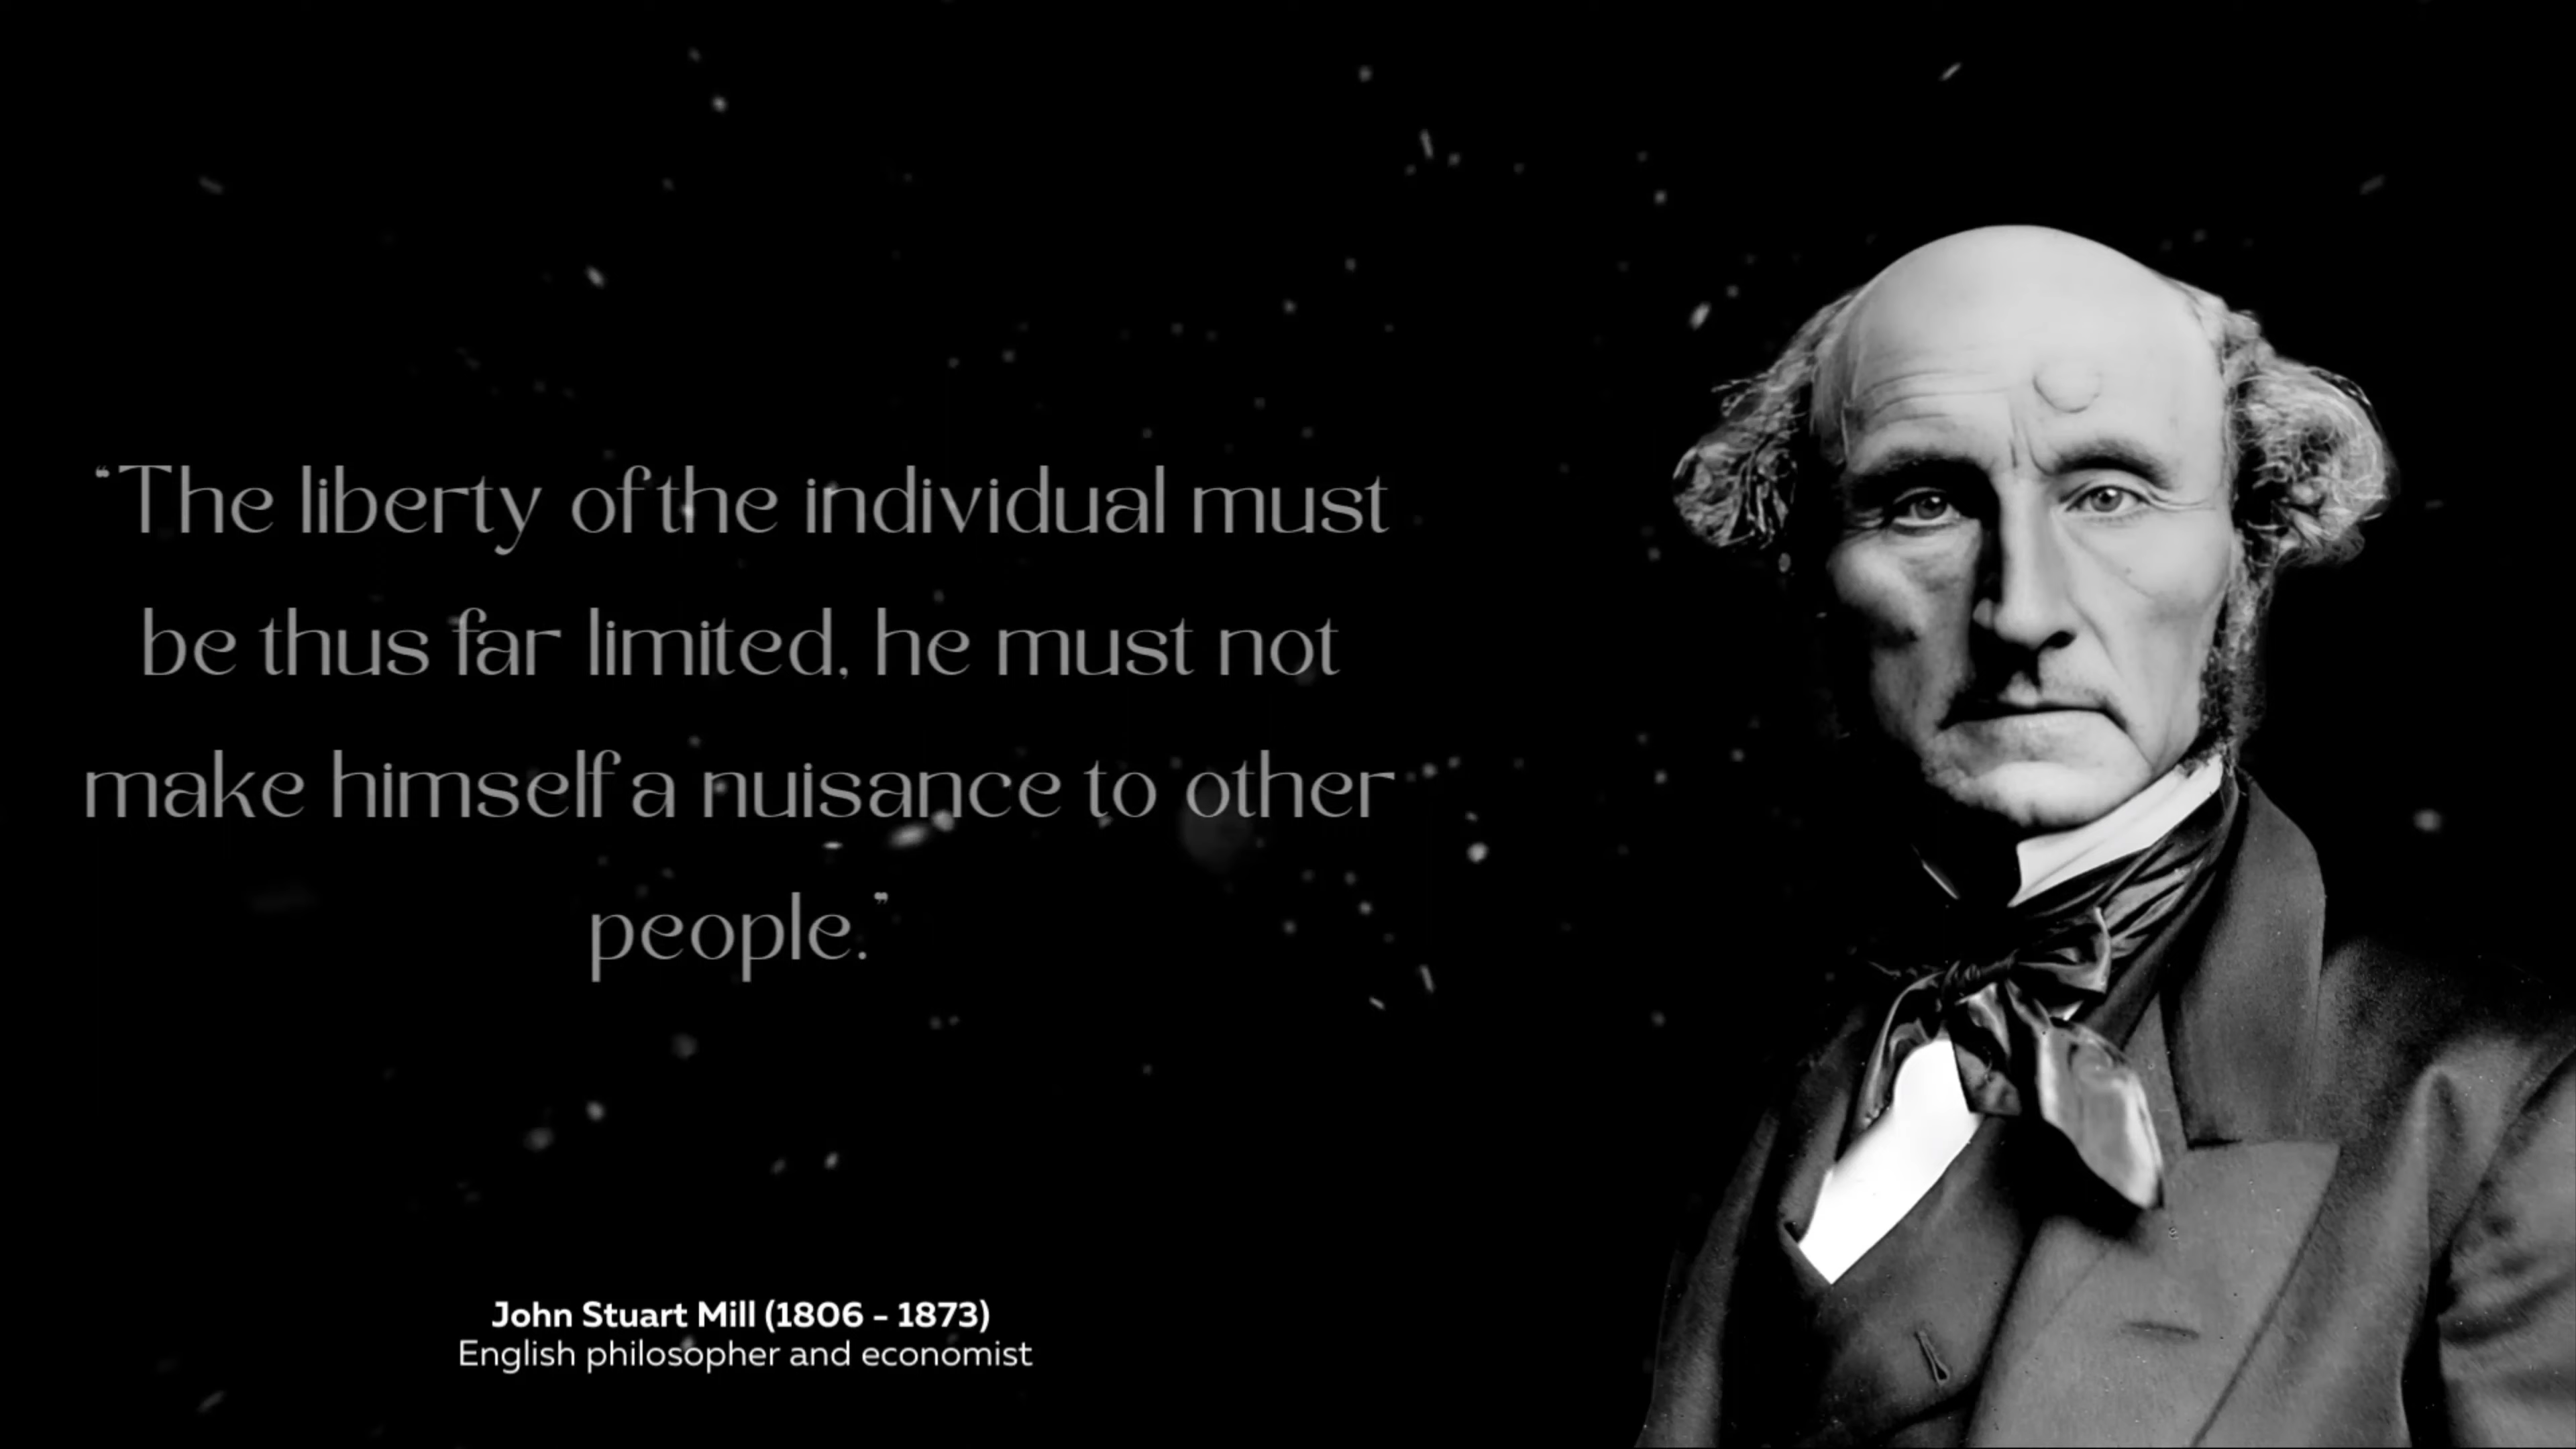 “The liberty of the individual must
be thus far limited, he must not
make himself a nuisance to other
people.”
John Stuart Mill (1806 - 1873)
English philosopher and economist